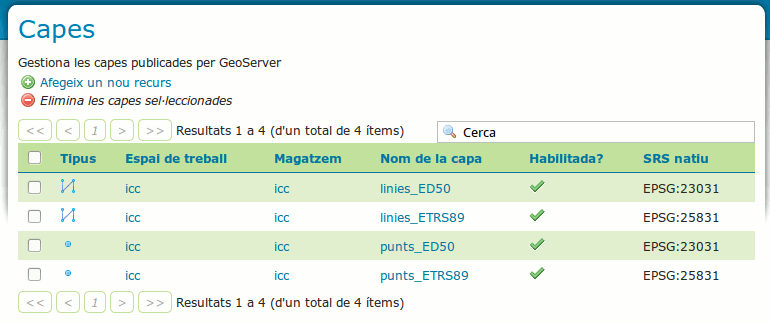 Capes
Gestiona les capes publicades per GeoServer
Afegeix un nou recurs
Elimina les capes sel·leccionades
<< < 1 > >> Resultats 1 a 4 (d'un total de 4 ítems) Cerca
Tipus Espai de treball Magatzem Nom de la capa Habilitada? SRS natiu
icc icc linies_ED50 EPSG:23031
icc icc linies_ETRS89 EPSG:25831
icc icc punts_ED50 EPSG:23031
icc icc punts_ETRS89 EPSG:25831
<< < 1 > >> Resultats 1 a 4 (d'un total de 4 ítems)